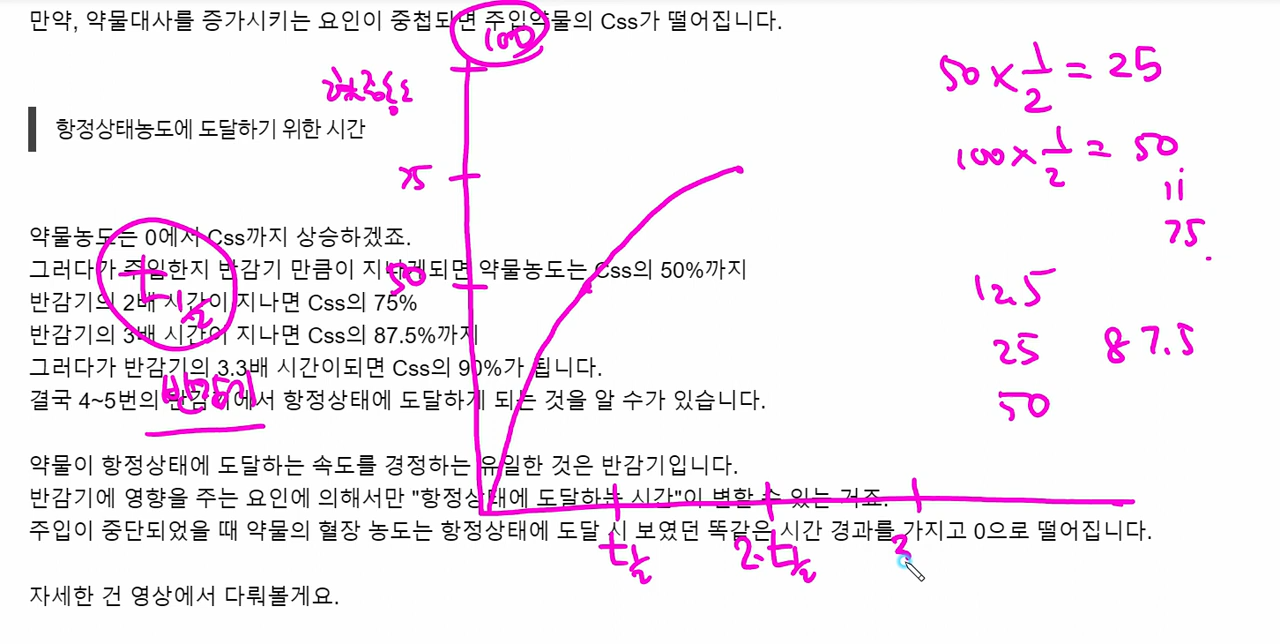 만약, 약물대사를 증가시키는 요인이 중첩되면 주입약물의 Css가 떨어집니다.
100
50 × 1/2 = 25
항정상태농도에 도달하기 위한 시간
100 × 1/2 = 50
75
75.
약물농도는 0에서 Css까지 상승하겠죠.
그러다가 주입한지 반감기 만큼이 지나게되면 약물농도는 Css의 50%까지
t 1/2
50
12.5
반감기의 2배 시간이 지나면 Css의 75%
반감기의 3배 시간이 지나면 Css의 87.5%까지
25 87.5
그러다가 반감기의 3.3배 시간이되면 Css의 90%가 됩니다.
반감기
50
결국 4~5번의 반감기에서 항정상태에 도달하게 되는 것을 알 수가 있습니다.
약물이 항정상태에 도달하는 속도를 경정하는 유일한 것은 반감기입니다.
반감기에 영향을 주는 요인에 의해서만 "항정상태에 도달하는 시간"이 변할 수 있는 거죠.
주입이 중단되었을 때 약물의 혈장 농도는 항정상태에 도달 시 보였던 똑같은 시간 경과를 가지고 0으로 떨어집니다.
t 1/2 2·t 1/2 3
자세한 건 영상에서 다뤄볼게요.